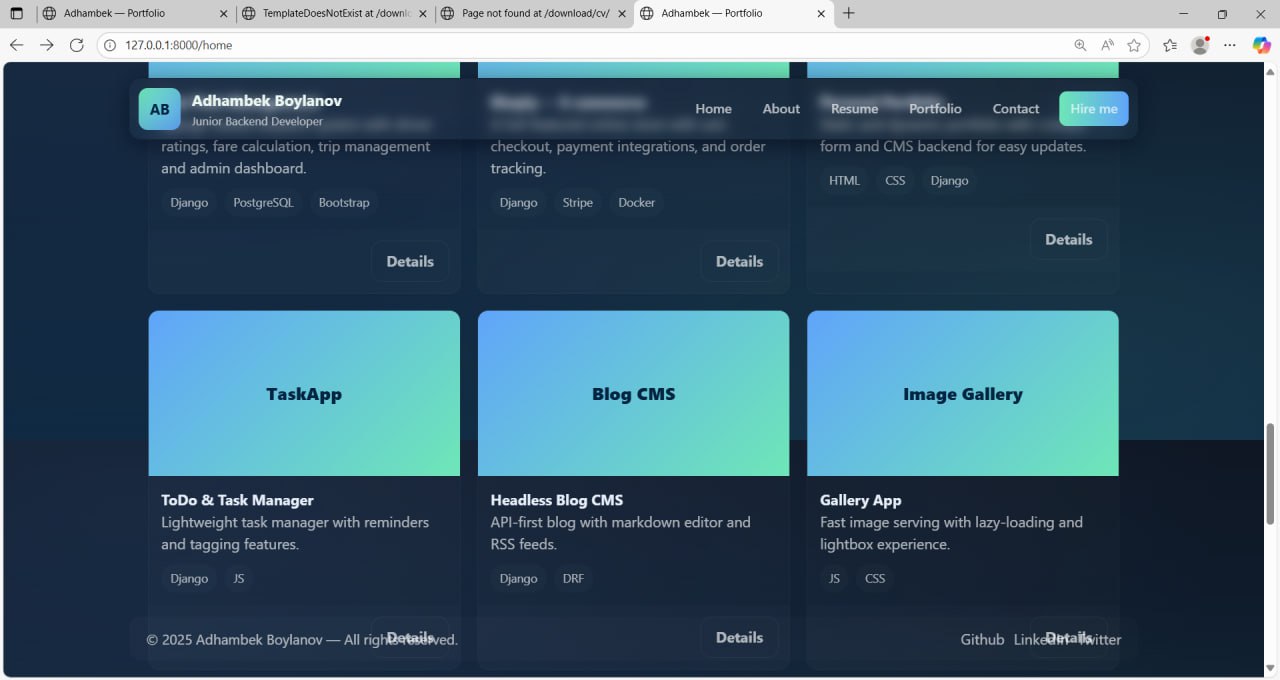 Adhambek — Portfolio
TemplateDoesNotExist at /downl
Page not found at /download/cv/
Adhambek — Portfolio
127.0.0.1:8000/home
AB
Adhambek Boylanov
Junior Backend Developer
Home
About
Resume
Portfolio
Contact
Hire me
ratings, fare calculation, trip management
and admin dashboard.
Django
PostgreSQL
Bootstrap
Details
checkout, payment integrations, and order
tracking.
Django
Stripe
Docker
Details
form and CMS backend for easy updates.
HTML
CSS
Django
Details
TaskApp
ToDo & Task Manager
Lightweight task manager with reminders
and tagging features.
Django
JS
Details
Blog CMS
Headless Blog CMS
API-first blog with markdown editor and
RSS feeds.
Django
DRF
Details
Image Gallery
Gallery App
Fast image serving with lazy-loading and
lightbox experience.
JS
CSS
Details
© 2025 Adhambek Boylanov — All rights reserved.
Github
LinkedIn
Twitter